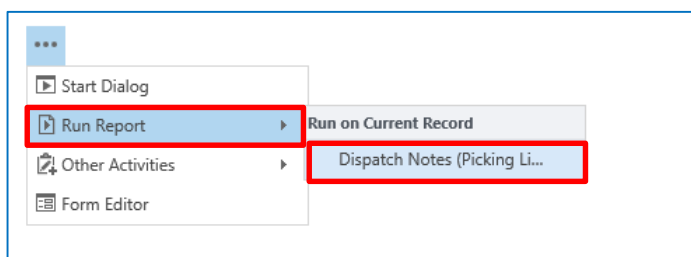 •••
Start Dialog
Run Report
Run on Current Record
Dispatch Notes (Picking Li...
Other Activities
Form Editor